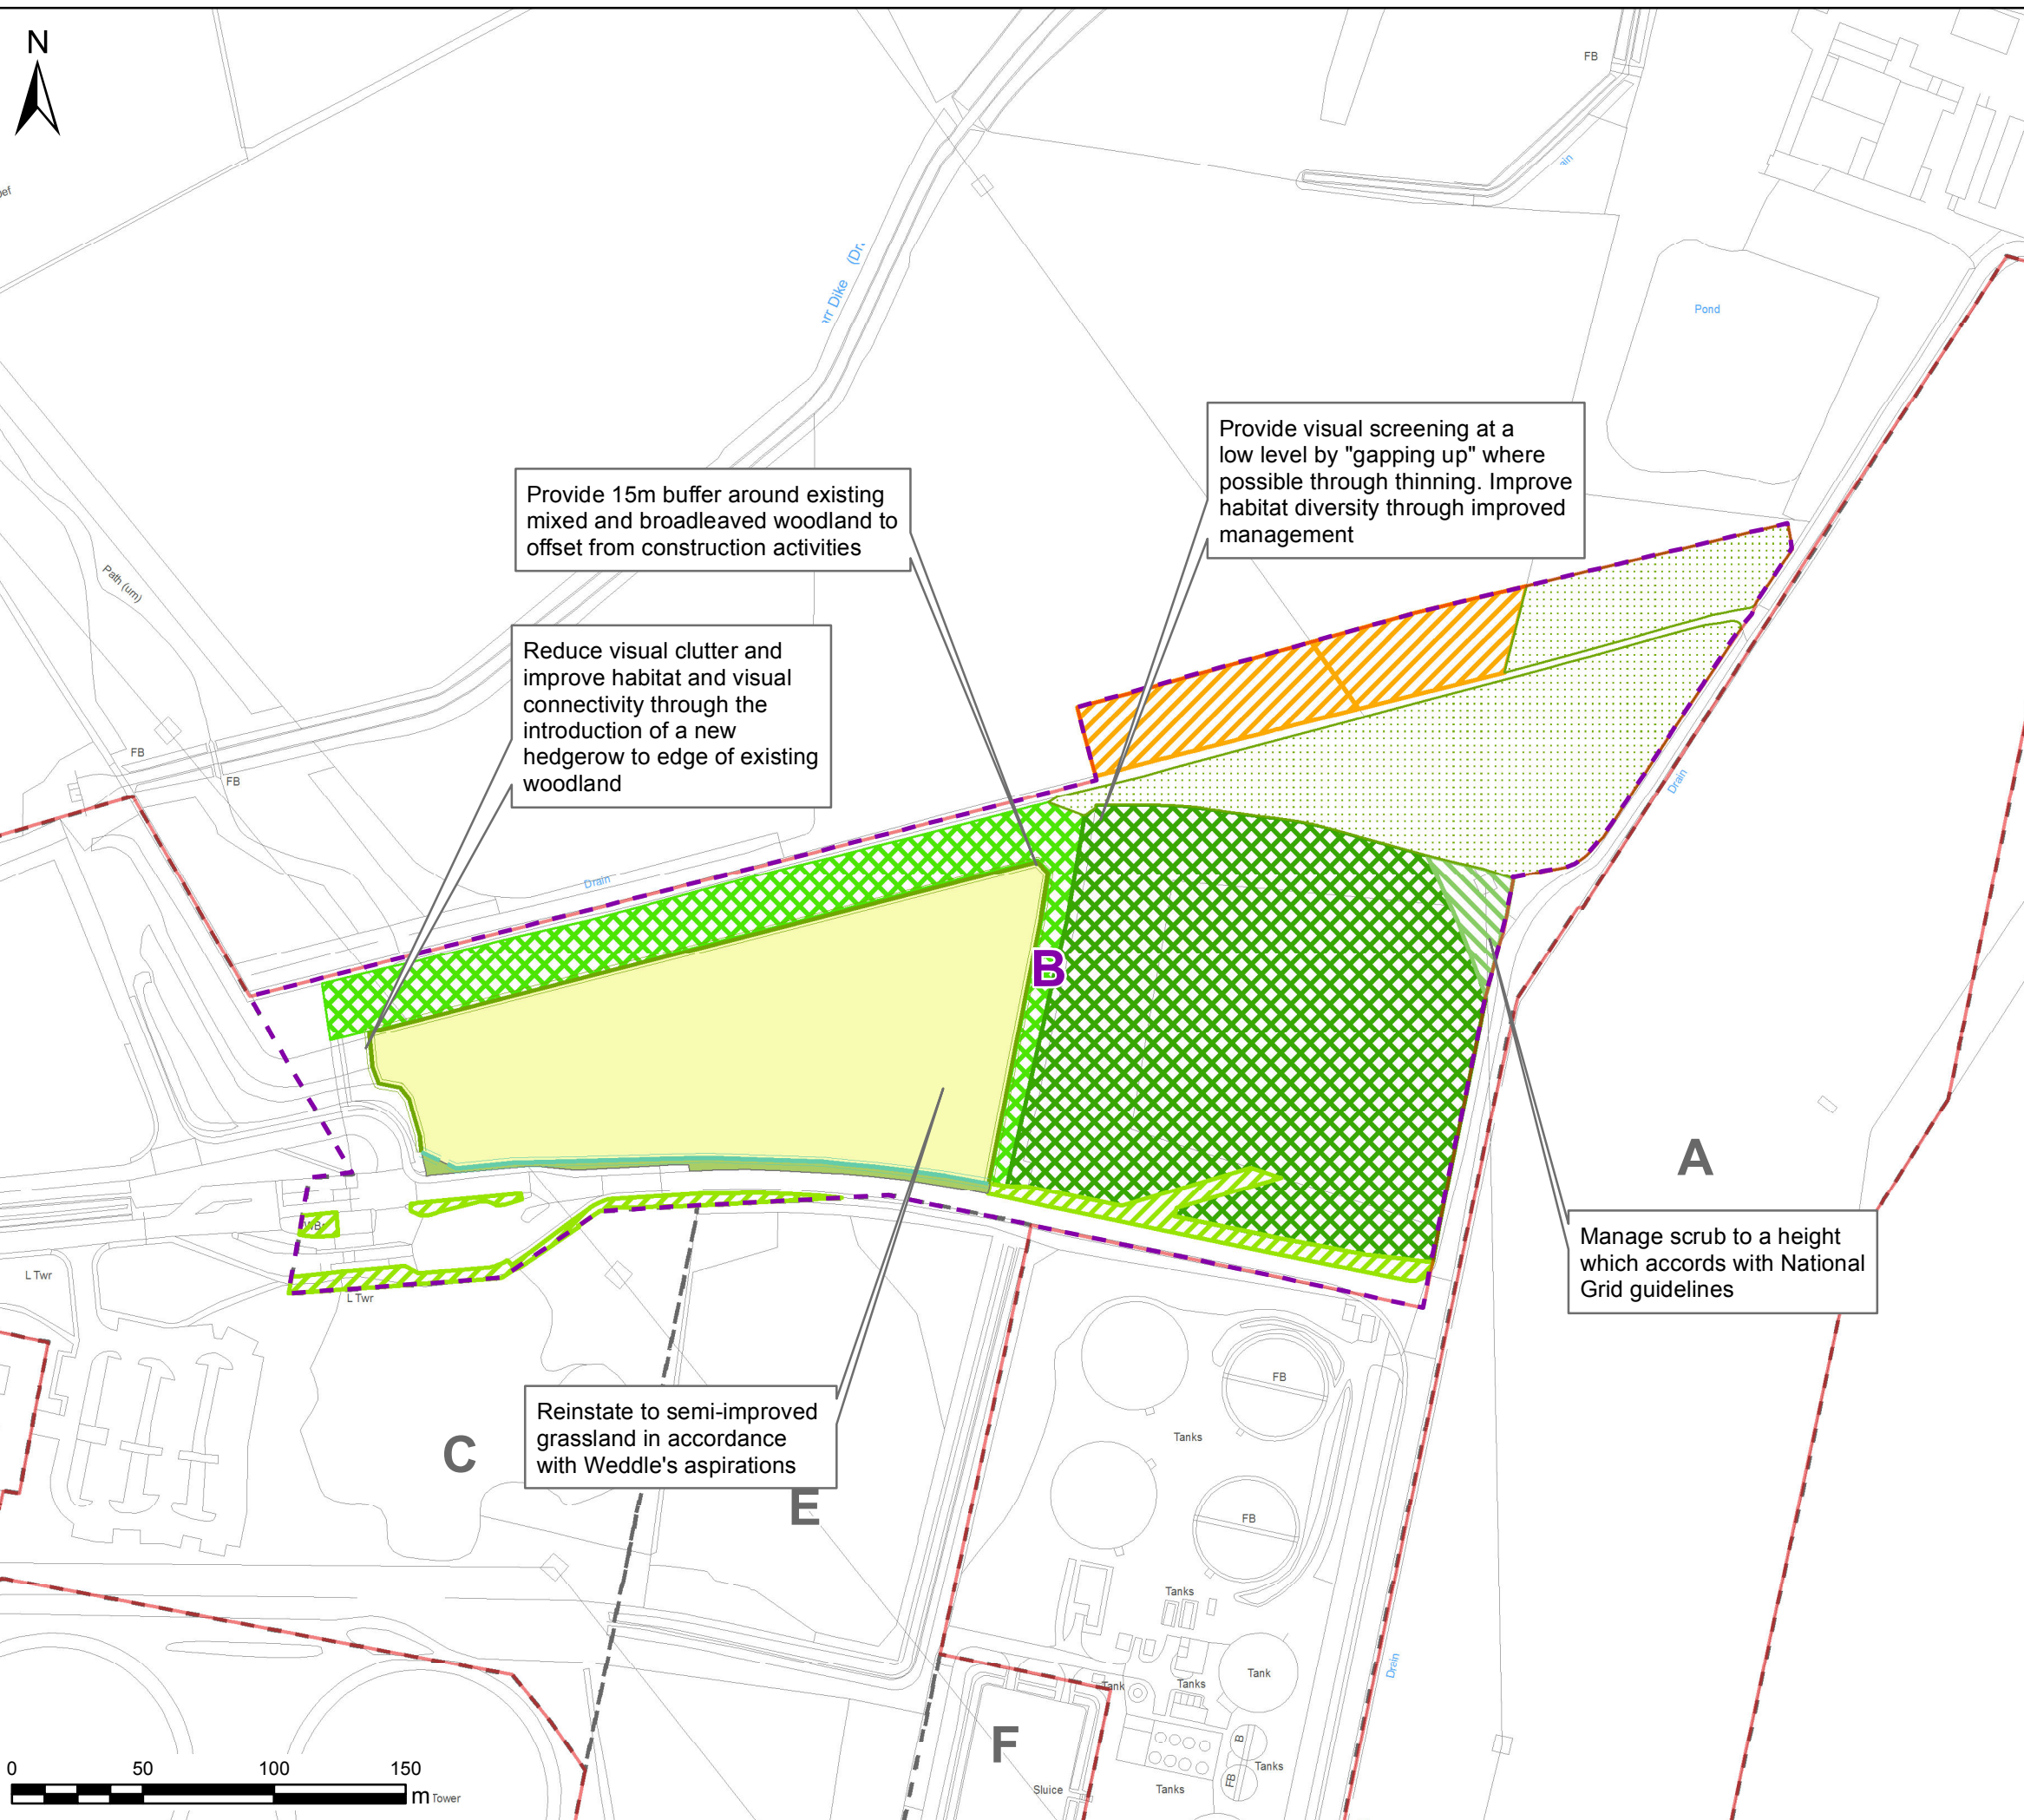 N
FB
Pond
Provide visual screening at a
low level by "gapping up" where
possible through thinning. Improve
habitat diversity through improved
management
Provide 15m buffer around existing
mixed and broadleaved woodland to
offset from construction activities
Path (um)
Reduce visual clutter and
improve habitat and visual
connectivity through the
introduction of a new
hedgerow to edge of existing
woodland
FB
FB
Drain
Drain
B
A
Manage scrub to a height
which accords with National
Grid guidelines
L Twr
L Twr
Reinstate to semi-improved
grassland in accordance
with Weddle's aspirations
C
E
FB
Tanks
FB
Tanks
Tank
Tank
Tanks
Drain
F
B
FB
Tanks
Tanks
Sluice
0 50 100 150
m Tower
Dike (Dr